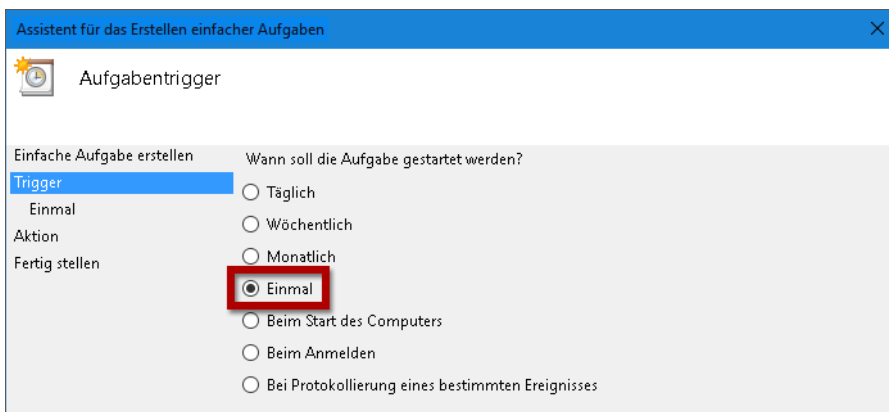 Assistent für das Erstellen einfacher Aufgaben
Aufgabentrigger
Einfache Aufgabe erstellen
Trigger
Einmal
Aktion
Fertig stellen
Wann soll die Aufgabe gestartet werden?
Täglich
Wöchentlich
Monatlich
Einmal
Beim Start des Computers
Beim Anmelden
Bei Protokollierung eines bestimmten Ereignisses